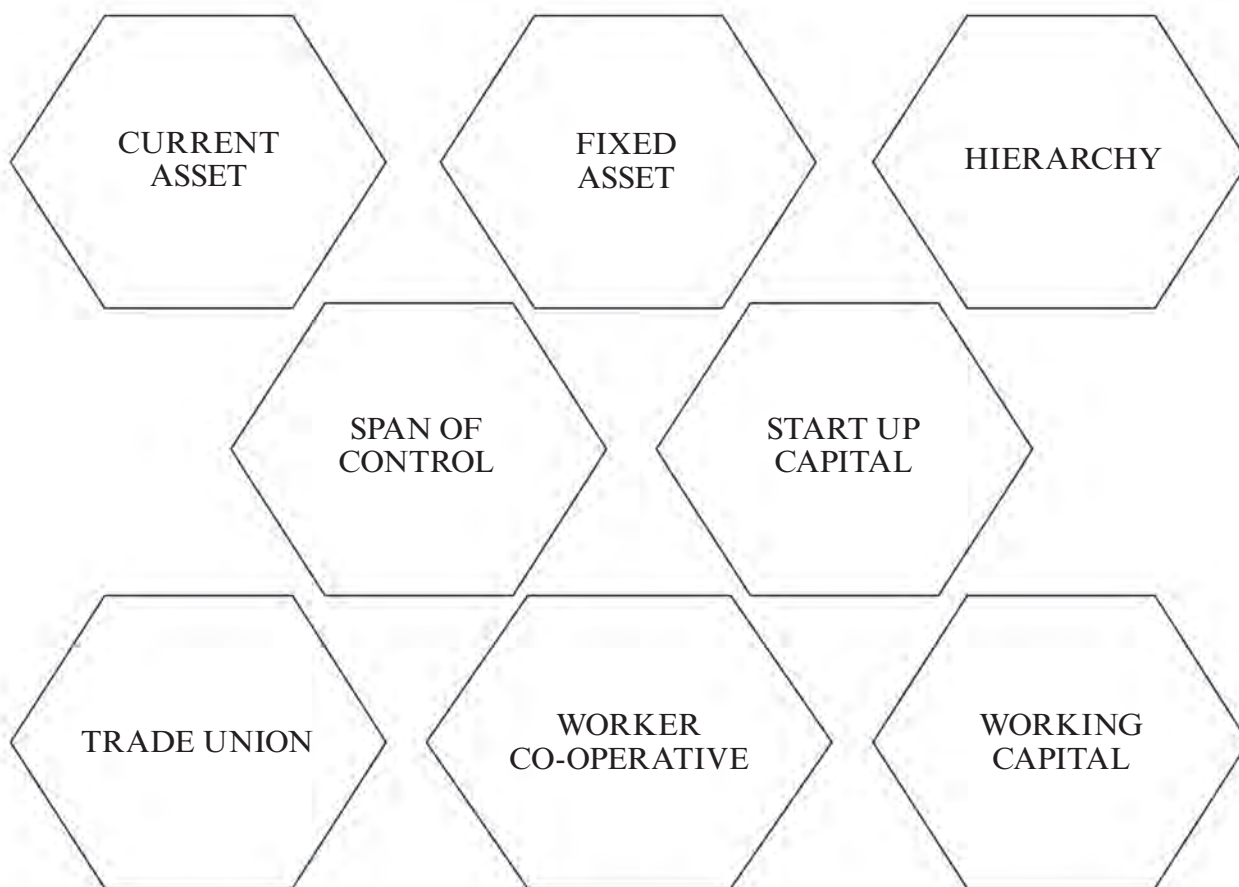 CURRENT
ASSET
FIXED
ASSET
HIERARCHY
SPAN OF
CONTROL
START UP
CAPITAL
TRADE UNION
WORKER
CO-OPERATIVE
WORKING
CAPITAL